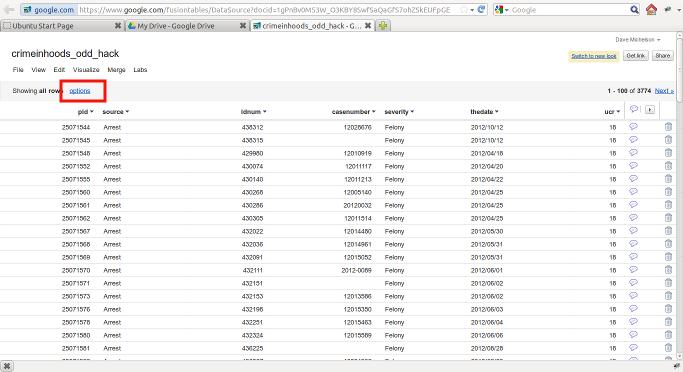 google.com https://www.google.com/fusiontables/DataSource?docid=1gPnBv0M53W_O3KBY8SwfSaQaGfS7ohZSkEUFpGE Google
Ubuntu Start Page My Drive - Google Drive crimeinhoods_odd_hack - G...
Dave Michelson
crimeinhoods_odd_hack
Switch to new look Get link Share
File View Edit Visualize Merge Labs
Showing all rows options 1 - 100 of 3774 Next »
pid source idnum casenumber severity thedate ucr
25071544 Arrest 438312 12028676 Felony 2012/10/12 18
25071545 Arrest 438315 Felony 2012/10/12 18
25071548 Arrest 429980 12010919 Felony 2012/04/18 18
25071552 Arrest 430074 12011117 Felony 2012/04/20 18
25071555 Arrest 430140 12011213 Felony 2012/04/22 18
25071560 Arrest 430268 12005140 Felony 2012/04/25 18
25071561 Arrest 430286 20120032 Felony 2012/04/25 18
25071562 Arrest 430305 12011514 Felony 2012/04/25 18
25071567 Arrest 432022 12014480 Felony 2012/05/30 18
25071568 Arrest 432036 12014961 Felony 2012/05/31 18
25071569 Arrest 432091 12015052 Felony 2012/05/31 18
25071570 Arrest 432111 2012-0089 Felony 2012/06/01 18
25071571 Arrest 432151 Felony 2012/06/02 18
25071573 Arrest 432153 12013586 Felony 2012/06/02 18
25071576 Arrest 432198 12015350 Felony 2012/06/03 18
25071578 Arrest 432251 12015463 Felony 2012/06/04 18
25071580 Arrest 432324 12015589 Felony 2012/06/06 18
25071581 Arrest 436225 Felony 2012/08/28 18